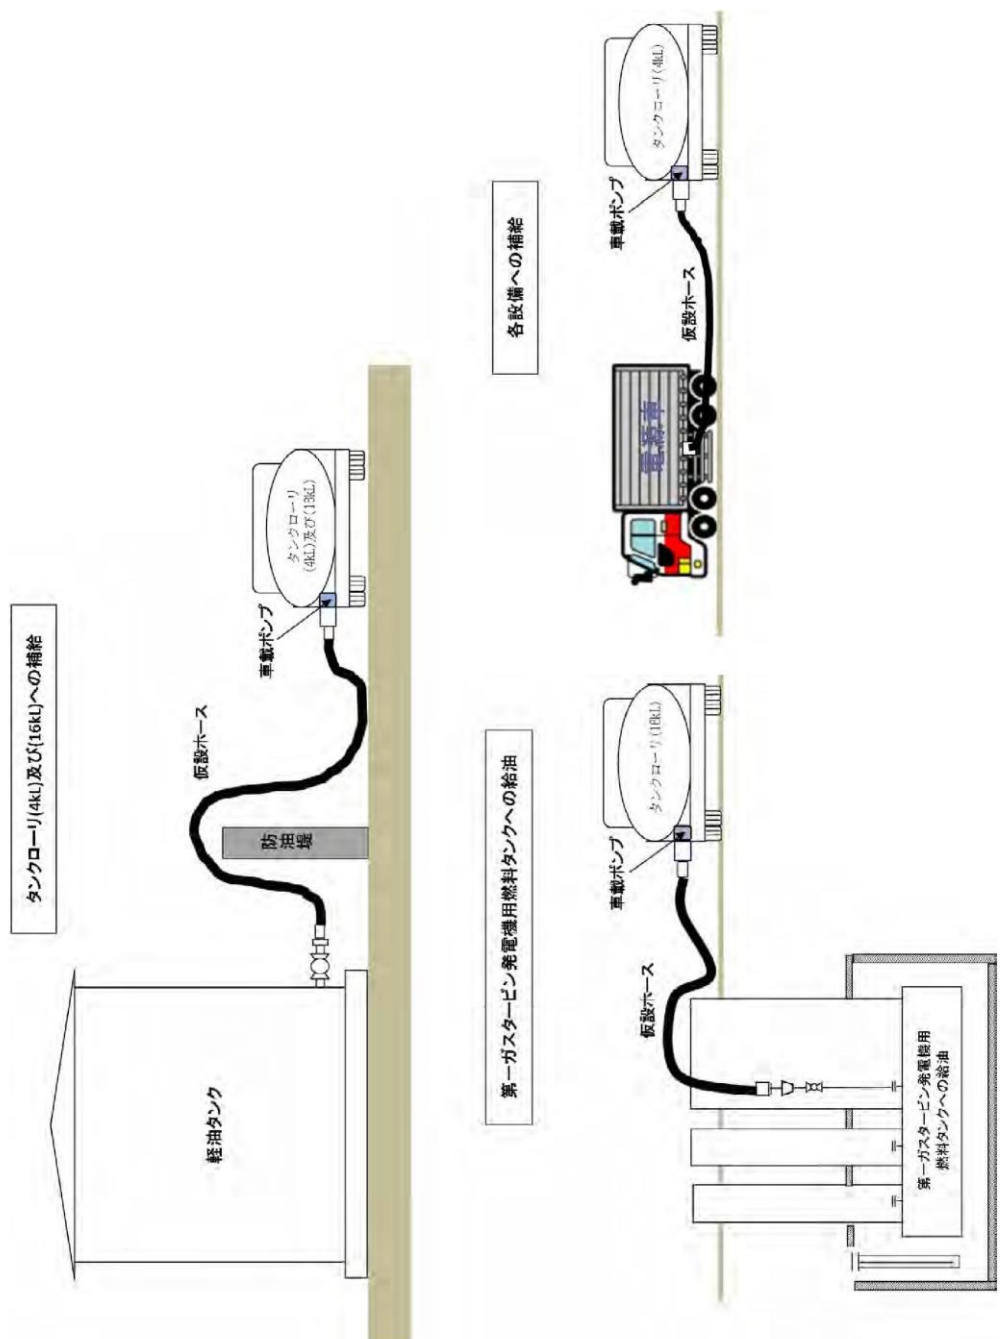 タンクローリ(4kL)及び(16kL)への補給
軽油タンク
防油堤
仮設ホース
車載ポンプ
タンクローリ
(4kL)及び(16kL)
第一ガスタービン発電機用燃料タンクへの給油
仮設ホース
車載ポンプ
タンクローリ(16kL)
第一ガスタービン発電機用
燃料タンクへの給油
各設備への補給
電源車
仮設ホース
車載ポンプ
タンクローリ(4kL)